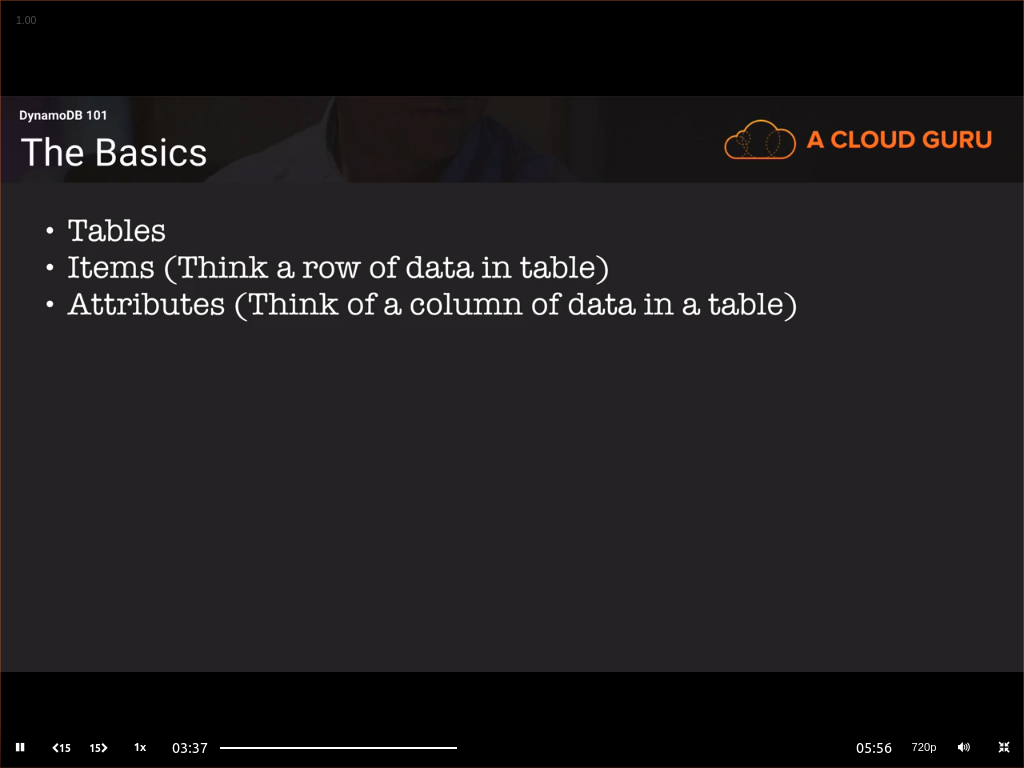 1.00
DynamoDB 101
The Basics
A CLOUD GURU
• Tables
• Items (Think a row of data in table)
• Attributes (Think of a column of data in a table)
15 15 1x 03:37 05:56 720p